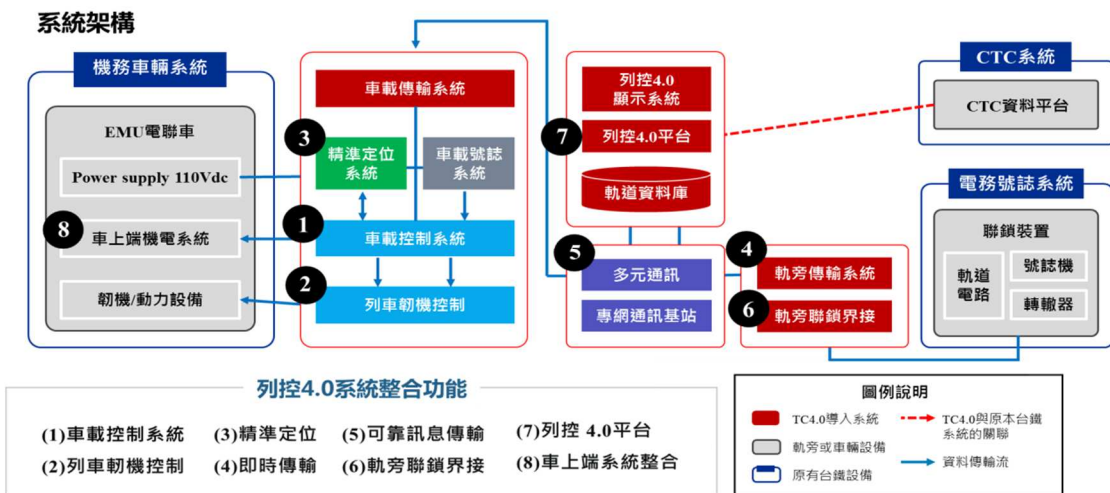 系統架構
機務車輛系統
EMU電聯車
Power supply 110Vdc
8
車上端機電系統
韌機/動力設備
車載傳輸系統
3
精準定位
系統
車載號誌
系統
1
車載控制系統
2
列車韌機控制
列控4.0
顯示系統
7
列控4.0平台
軌道資料庫
5
多元通訊
專網通訊基站
4
軌旁傳輸系統
6
軌旁聯鎖界接
CTC系統
CTC資料平台
電務號誌系統
聯鎖裝置
軌道
電路
號誌機
轉轍器
列控4.0系統整合功能
(1)車載控制系統
(3)精準定位
(5)可靠訊息傳輸
(7)列控 4.0平台
(2)列車韌機控制
(4)即時傳輸
(6)軌旁聯鎖界接
(8)車上端系統整合
圖例說明
TC4.0導入系統
軌旁或車輛設備
原有台鐵設備
TC4.0與原本台鐵
系統的關聯
資料傳輸流